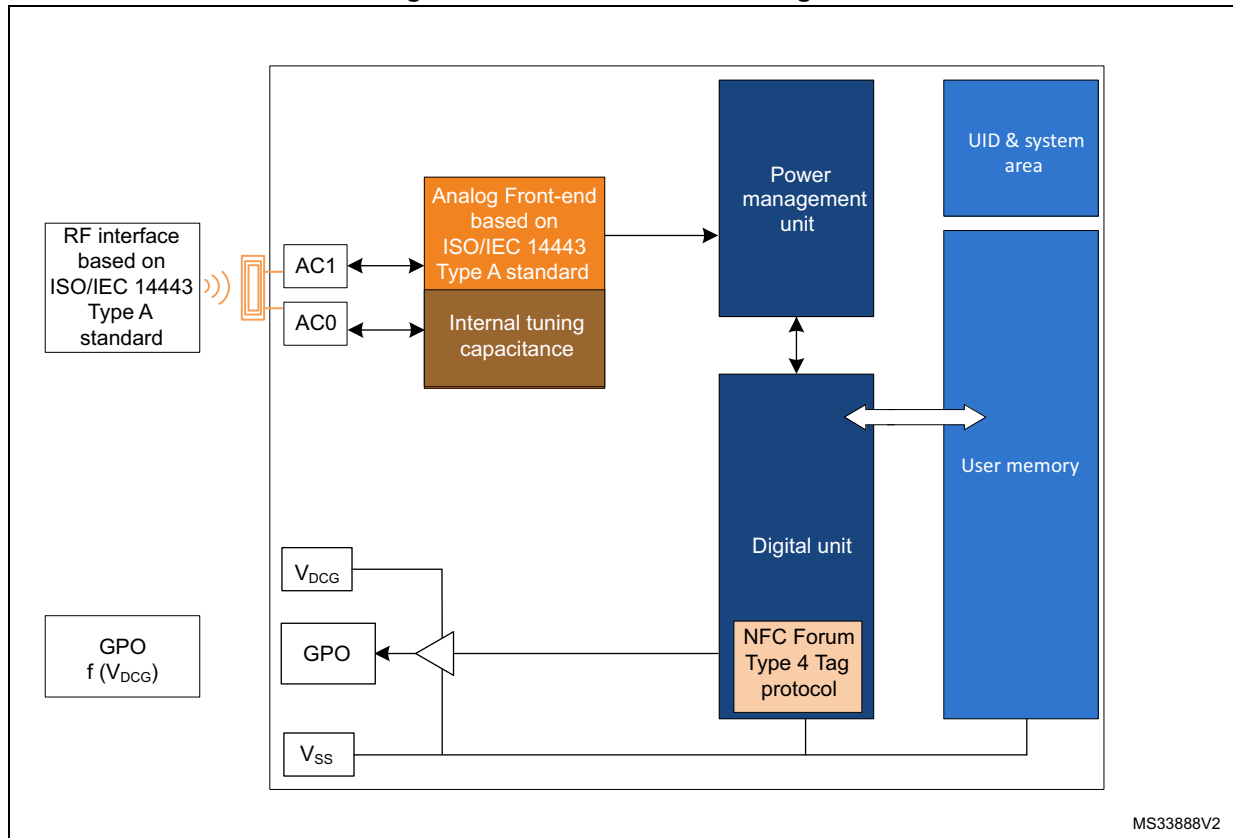 RF interface
based on
ISO/IEC 14443
Type A
standard
AC1
AC0
Analog Front-end
based on
ISO/IEC 14443
Type A standard
Internal tuning
capacitance
Power
management
unit
UID & system
area
User memory
Digital unit
NFC Forum
Type 4 Tag
protocol
VDCG
GPO
VSS
GPO
f (VDCG)
MS33888V2